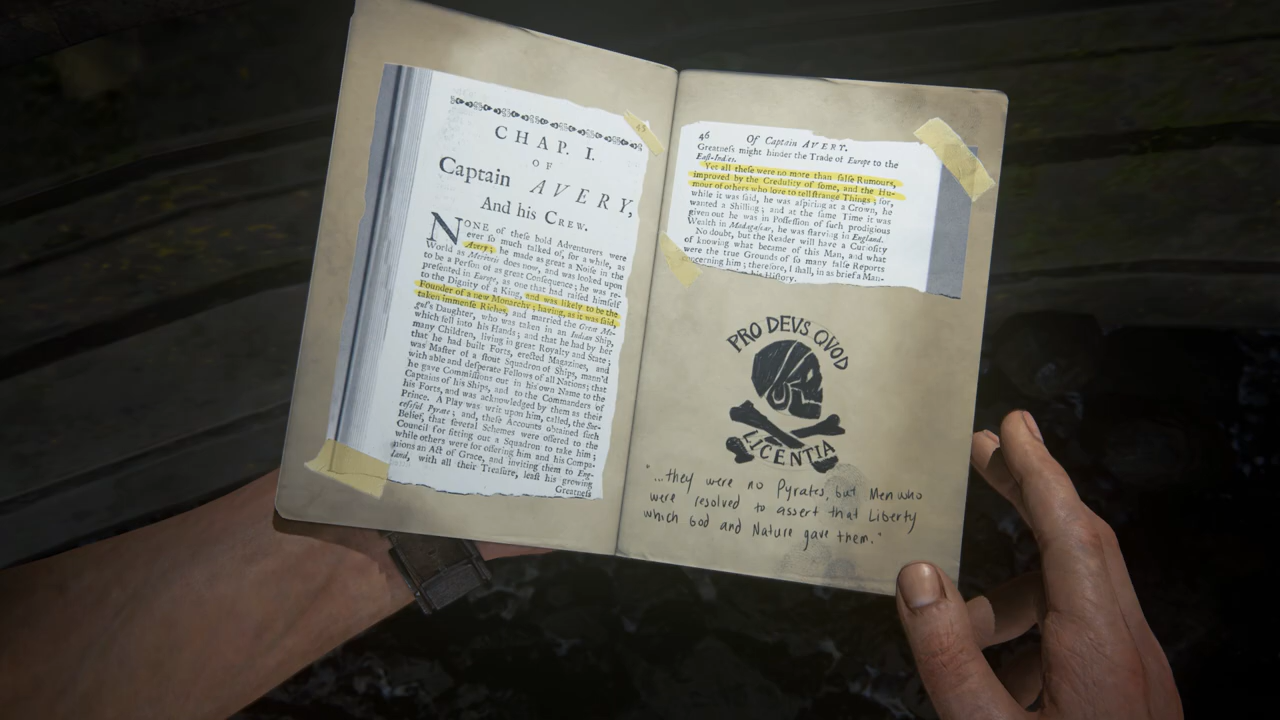 45
CHAP. I.
OF
Captain AVERY,
And his CREW.
NONE of theſe bold Adventurers were
ever ſo much talked of, for a while, as
Avery; he made as great a Noiſe in the
World as Meriveis does now, and was looked upon
to be a Perſon of as great Conſequence; he was re-
preſented in Europe, as one that had raiſed himſelf
to the Dignity of a King, and was likely to be the
Founder of a new Monarchy; having, as it was ſaid,
taken immenſe Riches, and married the Great Mo-
gul's Daughter, who was taken in an Indian Ship,
which fell into his Hands; and that he had by her
many Children, living in great Royalty and State;
that he had built Forts, erected Magazines, and
was Maſter of a ſtout Squadron of Ships, mann'd
with able and deſperate Fellows of all Nations; that
he gave Commiſſions out in his own Name to the
Captains of his Ships, and to the Commanders of
his Forts, and was acknowledged by them as their
Prince. A Play was writ upon him, called, the Suc-
ceſsful Pyrate; and, theſe Accounts obtained ſuch
Belief, that ſeveral Schemes were offered to the
Council for fitting out a Squadron to take him;
while others were for offering him and his Compa-
nions an Act of Grace, and inviting them to Eng-
land, with all their Treaſure, leaſt his growing
Greatneſs
46 Of Captain AVERY.
Greatneſs might hinder the Trade of Europe to the
Eaſt-Indies.
Yet all theſe were no more than falſe Rumours,
improved by the Credulity of ſome, and the Hu-
mour of others who love to tell ſtrange Things; for,
while it was ſaid, he was aſpiring at a Crown, he
wanted a Shilling; and at the ſame Time it was
given out he was in Poſſeſſion of ſuch prodigious
Wealth in Madagaſcar, he was ſtarving in England.
No doubt, but the Reader will have a Curioſity
of knowing what became of this Man, and what
were the true Grounds of ſo many falſe Reports
concerning him; therefore, I ſhall, in as brief a Man-
his Hiſtory.
PRO DEVS QVOD
LICENTIA
"...they were no Pyrates, but Men who
were resolved to assert that Liberty
which God and Nature gave them."